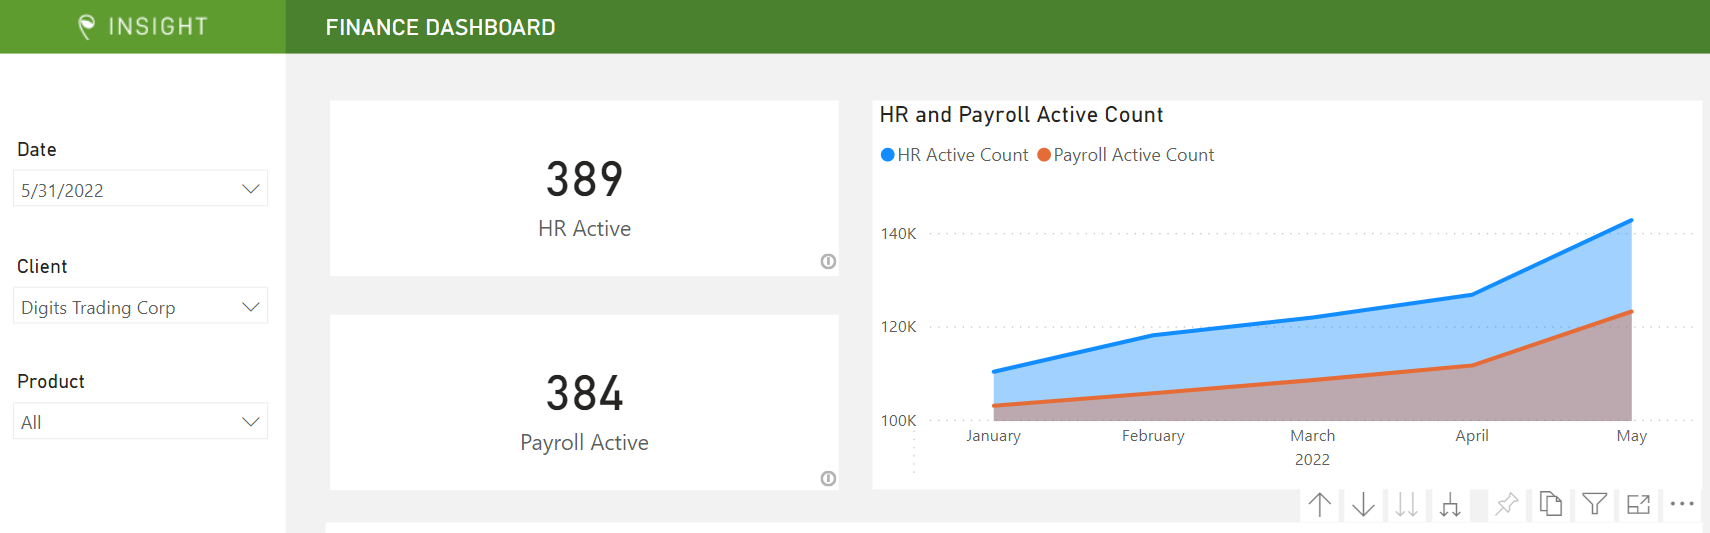 INSIGHT
FINANCE DASHBOARD
Date
5/31/2022
Client
Digits Trading Corp
Product
All
389
HR Active
384
Payroll Active
HR and Payroll Active Count
HR Active Count Payroll Active Count
140K
120K
100K
January February March April May
2022